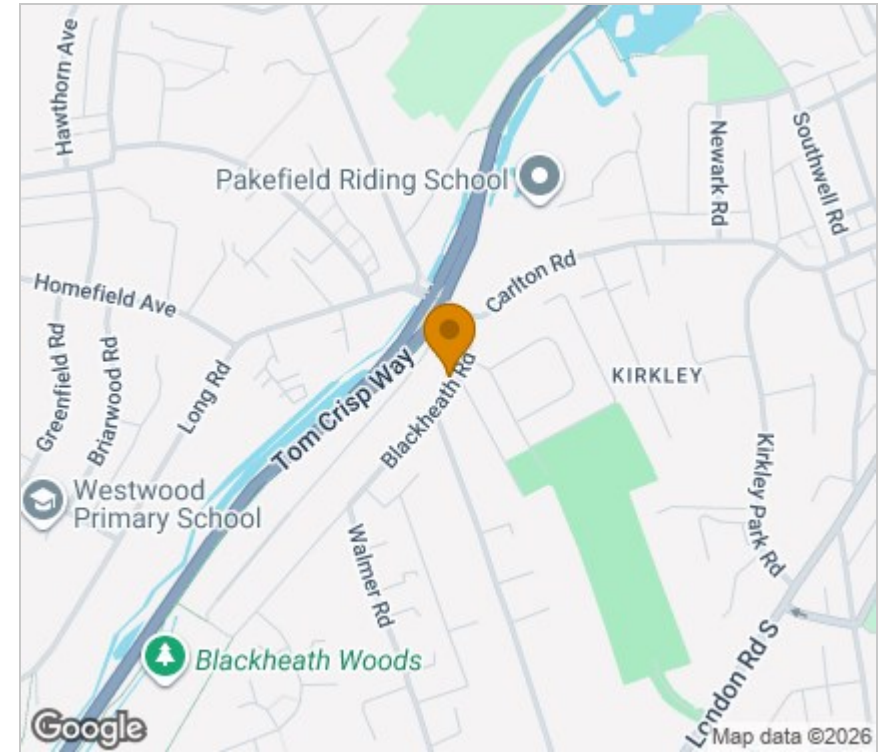 Hawthorn Ave
Newark Rd
Southwell Rd
Pakefield Riding School
Carlton Rd
Homefield Ave
Greenfield Rd
Briarwood Rd
Long Rd
Tom Crisp Way
Blackheath Rd
KIRKLEY
Kirkley Park Rd
Westwood
Primary School
Walmer Rd
Blackheath Woods
London Rd S
Google
Map data ©2026